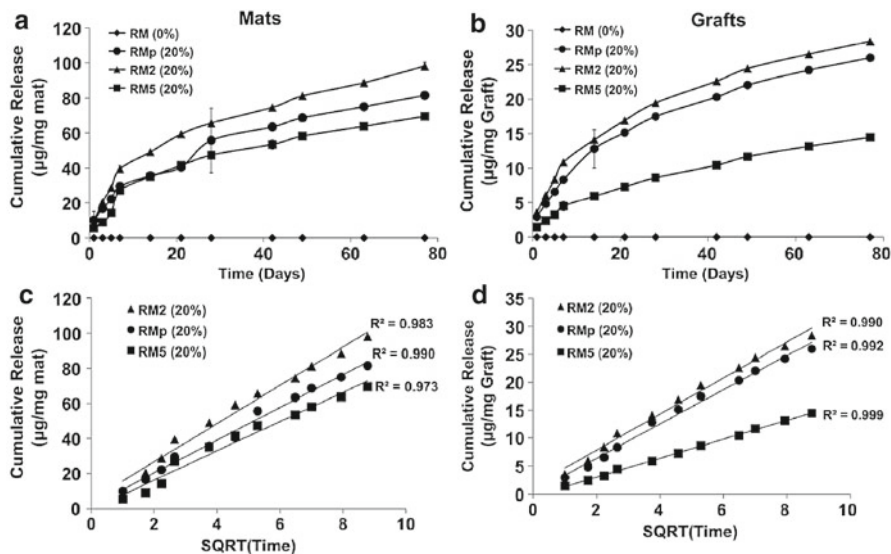 a
Mats
RM (0%)
RMp (20%)
RM2 (20%)
RM5 (20%)
120
100
80
60
40
20
0
0 20 40 60 80
Cumulative Release
(µg/mg mat)
Time (Days)
b
Grafts
RM (0%)
RMp (20%)
RM2 (20%)
RM5 (20%)
30
25
20
15
10
5
0
0 20 40 60 80
Cumulative Release
(µg/mg Graft)
Time (Days)
c
RM2 (20%)
RMp (20%)
RM5 (20%)
R² = 0.983
R² = 0.990
R² = 0.973
120
100
80
60
40
20
0
0 2 4 6 8 10
Cumulative Release
(µg/mg mat)
SQRT(Time)
d
RM2 (20%)
RMp (20%)
RM5 (20%)
R² = 0.990
R² = 0.992
R² = 0.999
35
30
25
20
15
10
5
0
0 2 4 6 8 10
Cumulative Release
(µg/mg Graft)
SQRT(Time)